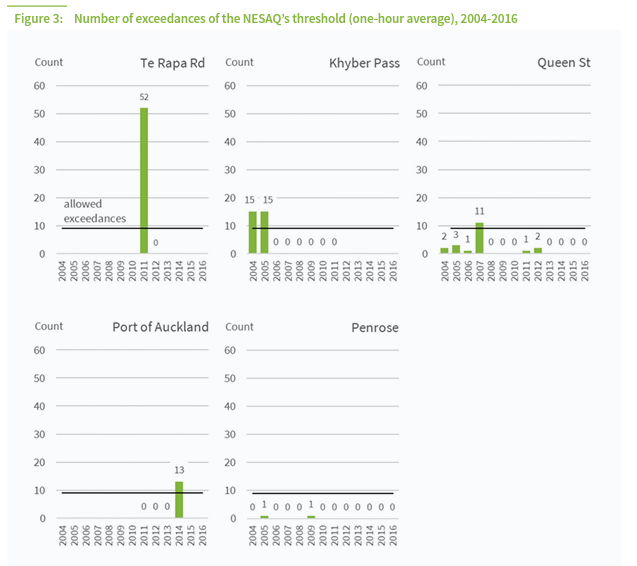 Figure 3: Number of exceedances of the NESAQ's threshold (one-hour average), 2004-2016
Count Te Rapa Rd
60
52
50
40
30
20
allowed
exceedances
10
0
0
2004 2005 2006 2007 2008 2009 2010 2011 2012 2013 2014 2015 2016
Count Khyber Pass
60
50
40
30
20
15 15
10
0 0 0 0 0 0
0
2004 2005 2006 2007 2008 2009 2010 2011 2012 2013 2014 2015 2016
Count Queen St
60
50
40
30
20
11
10
2 3 1 0 0 0 1 2 0 0 0 0
0
2004 2005 2006 2007 2008 2009 2010 2011 2012 2013 2014 2015 2016
Count Port of Auckland
60
50
40
30
20
13
10
0 0 0
0
2004 2005 2006 2007 2008 2009 2010 2011 2012 2013 2014 2015 2016
Count Penrose
60
50
40
30
20
10
0 1 0 0 0 1 0 0 0 0 0 0 0
0
2004 2005 2006 2007 2008 2009 2010 2011 2012 2013 2014 2015 2016